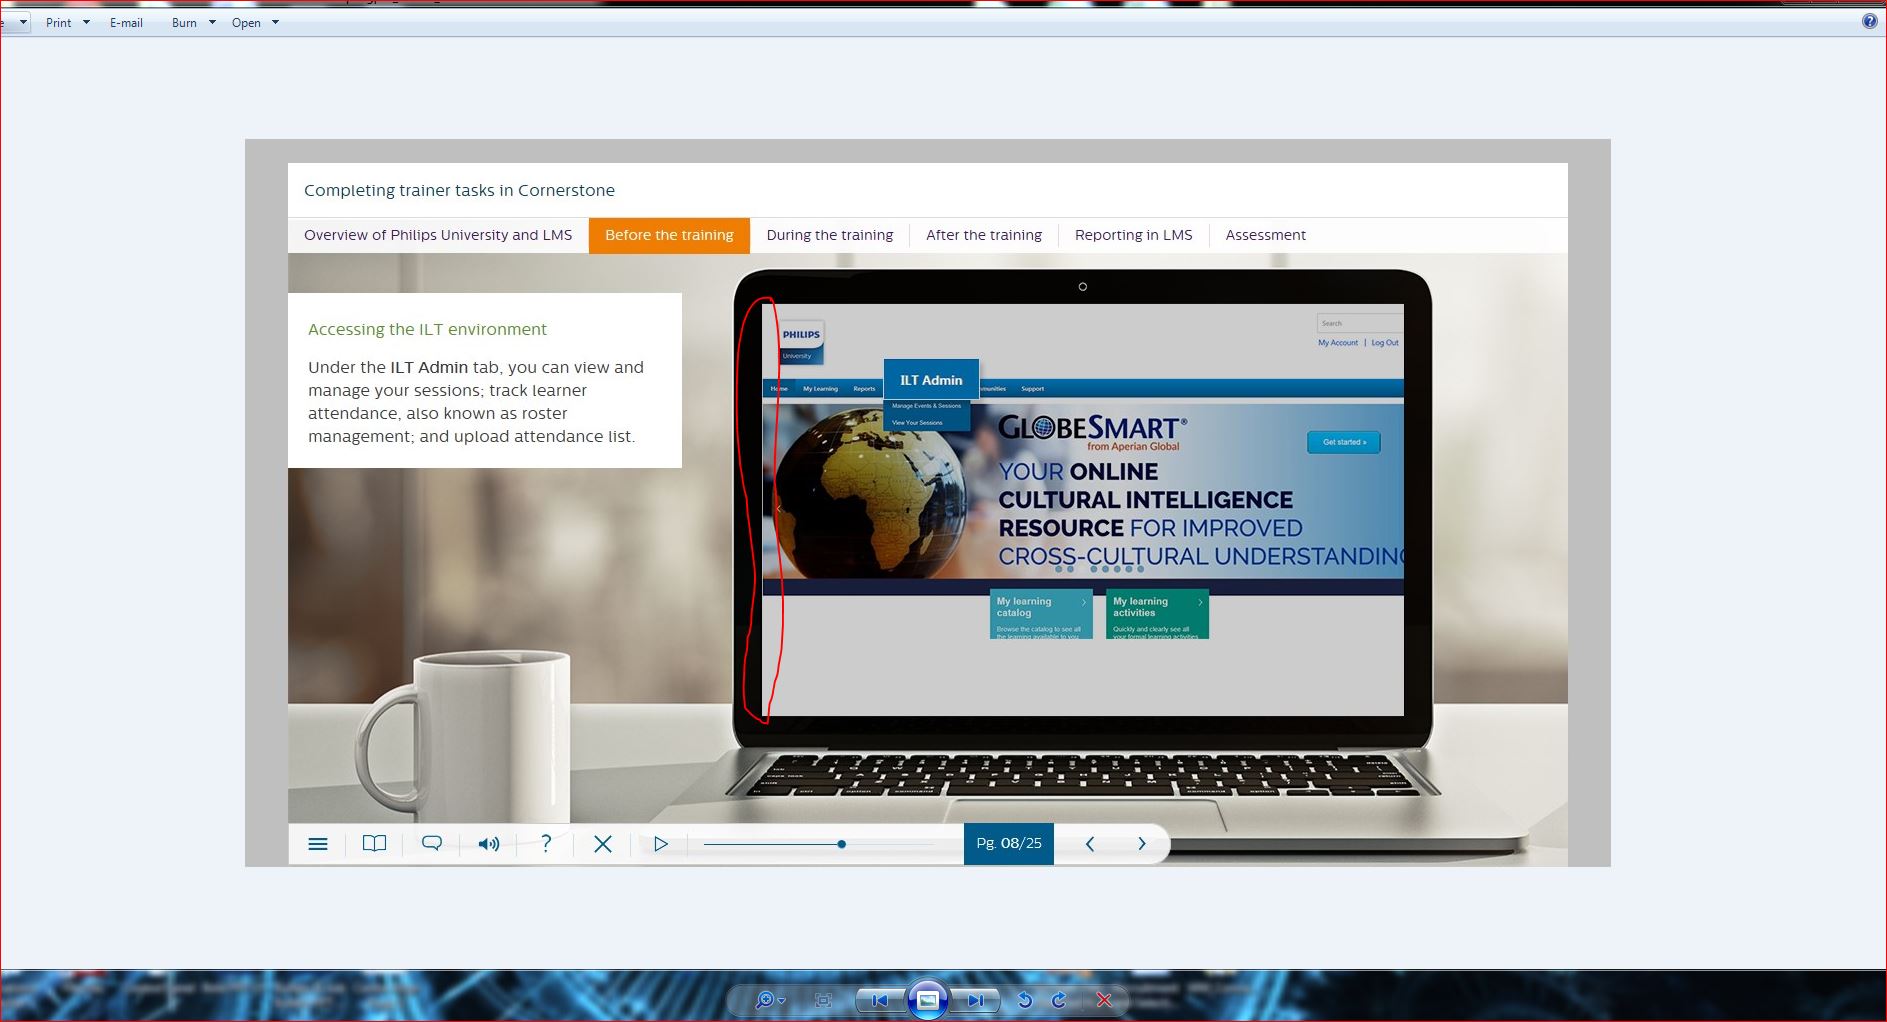 Print
E-mail
Burn
Open
Completing trainer tasks in Cornerstone
Overview of Philips University and LMS
Before the training
During the training
After the training
Reporting in LMS
Assessment
Accessing the ILT environment
Under the ILT Admin tab, you can view and
manage your sessions; track learner
attendance, also known as roster
management; and upload attendance list.
PHILIPS
University
Search
My Account | Log Out
Home
My Learning
Reports
ILT Admin
Support
Manage Events & Sessions
View Your Sessions
GLOBESMART®
from Aperian Global
Get started »
YOUR ONLINE
CULTURAL INTELLIGENCE
RESOURCE FOR IMPROVED
CROSS-CULTURAL UNDERSTANDING
My learning
catalog
Browse the catalog to see all
the learning available to you
My learning
activities
Quickly and clearly see all
your formal learning activities
Pg. 08/25